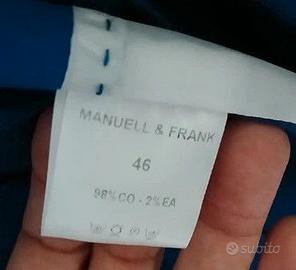 MANUELL & FRANK
46
98%CO - 2%EA
subito